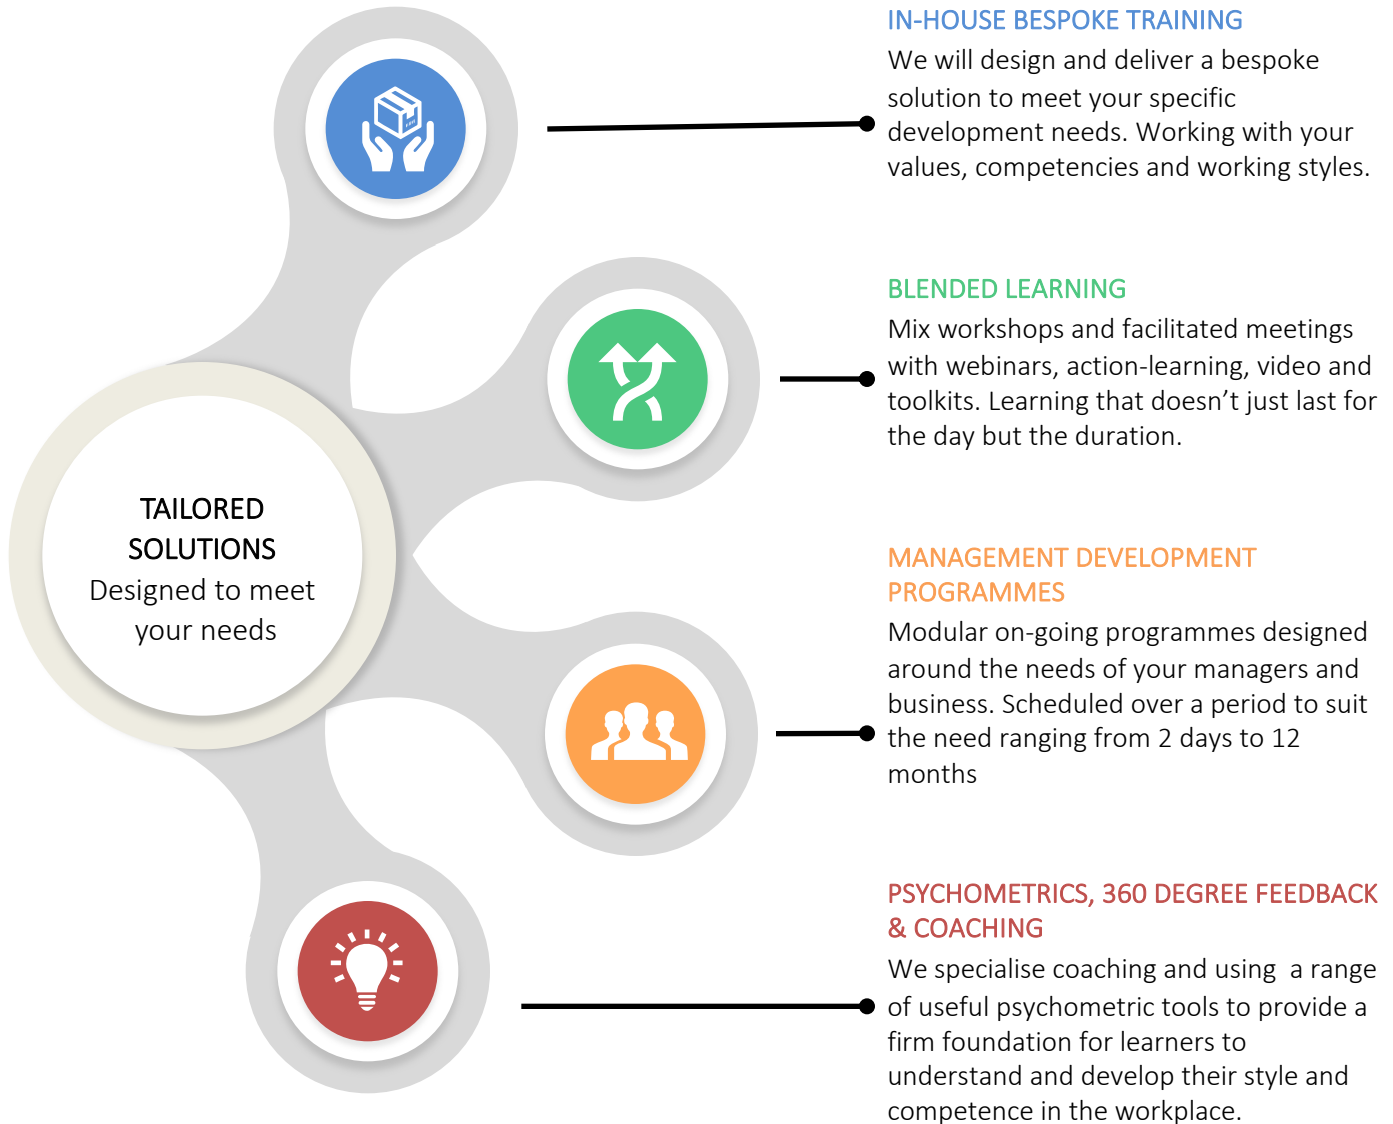 IN-HOUSE BESPOKE TRAINING
We will design and deliver a bespoke
solution to meet your specific
development needs. Working with your
values, competencies and working styles.
BLENDED LEARNING
Mix workshops and facilitated meetings
with webinars, action-learning, video and
toolkits. Learning that doesn’t just last for
the day but the duration.
TAILORED
SOLUTIONS
Designed to meet
your needs
MANAGEMENT DEVELOPMENT
PROGRAMMES
Modular on-going programmes designed
around the needs of your managers and
business. Scheduled over a period to suit
the need ranging from 2 days to 12
months
PSYCHOMETRICS, 360 DEGREE FEEDBACK
& COACHING
We specialise coaching and using  a range
of useful psychometric tools to provide a
firm foundation for learners to
understand and develop their style and
competence in the workplace.